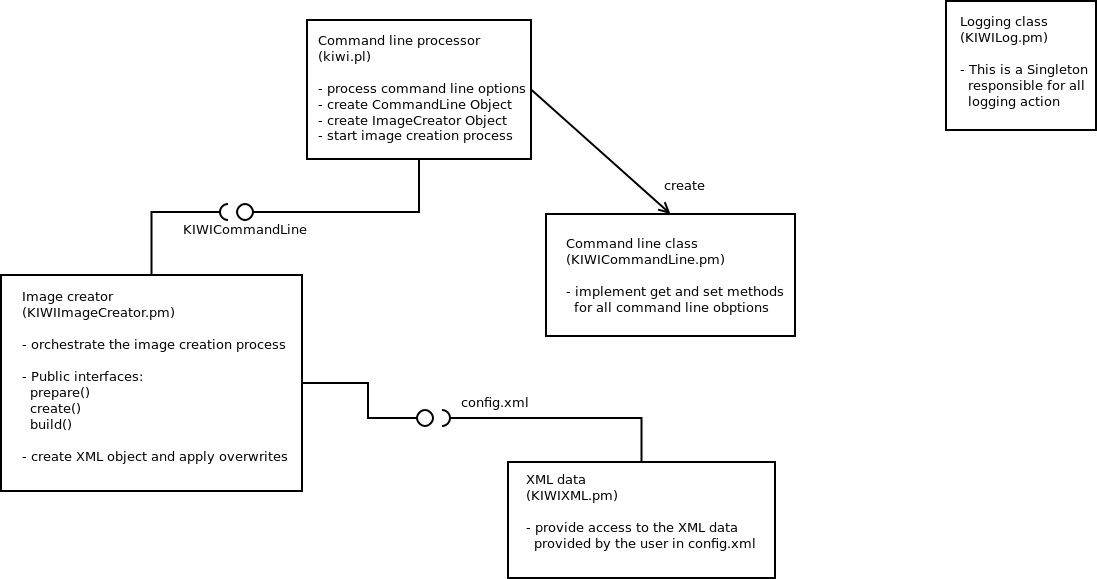 Command line processor
(kiwi.pl)
- process command line options
- create CommandLine Object
- create ImageCreator Object
- start image creation process
Logging class
(KIWILog.pm)
- This is a Singleton
responsible for all
logging action
create
KIWICommandLine
Command line class
(KIWICommandLine.pm)
- implement get and set methods
for all command line obptions
Image creator
(KIWIImageCreator.pm)
- orchestrate the image creation process
- Public interfaces:
prepare()
create()
build()
- create XML object and apply overwrites
config.xml
XML data
(KIWIXML.pm)
- provide access to the XML data
provided by the user in config.xml